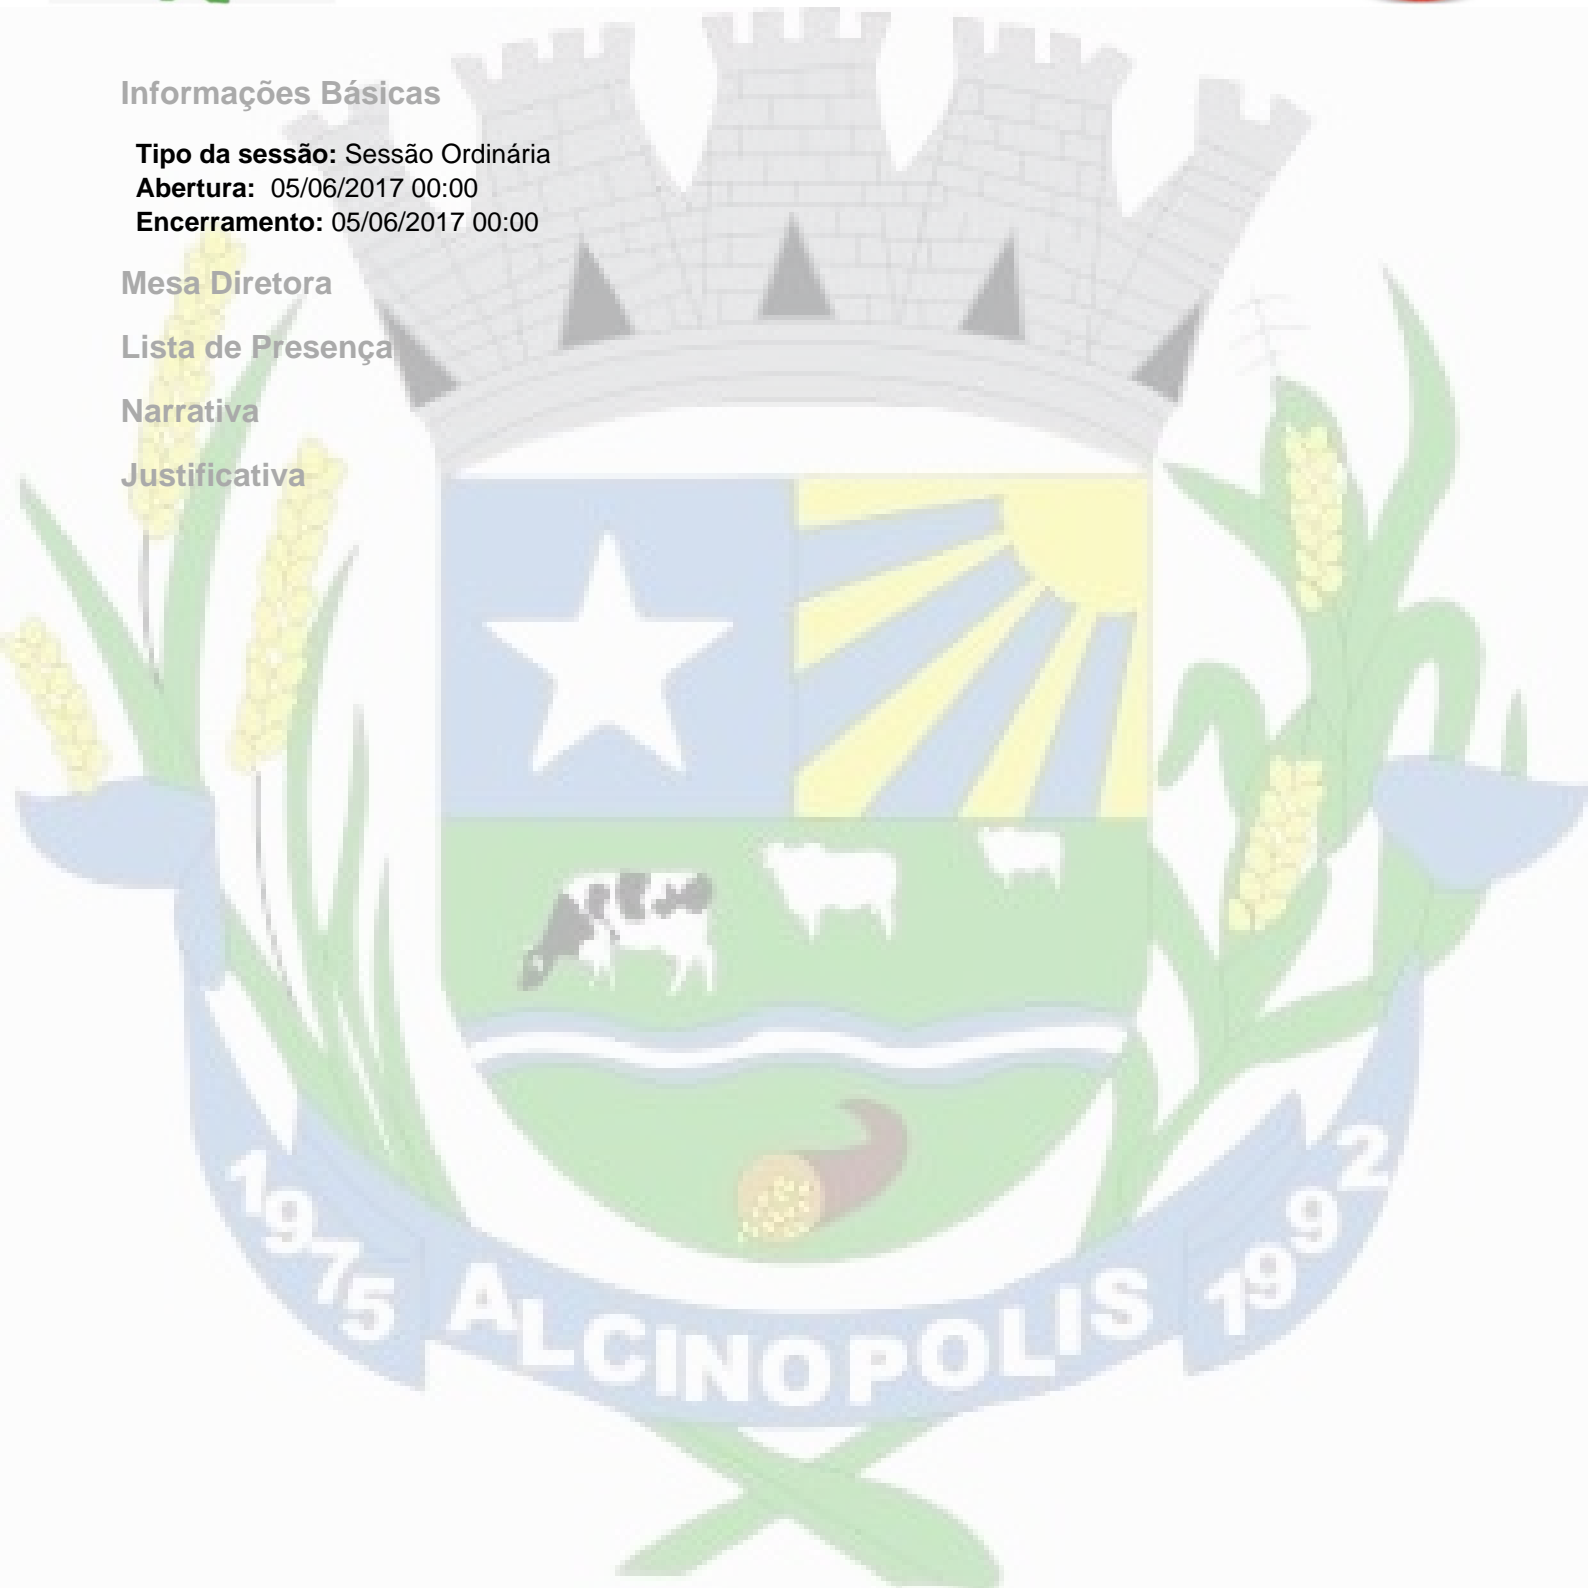 Informações Básicas
Tipo da sessão: Sessão Ordinária
Abertura: 05/06/2017 00:00
Encerramento: 05/06/2017 00:00
Mesa Diretora
Lista de Presença
Narrativa
Justificativa
1975 ALCINOPOLIS 1992